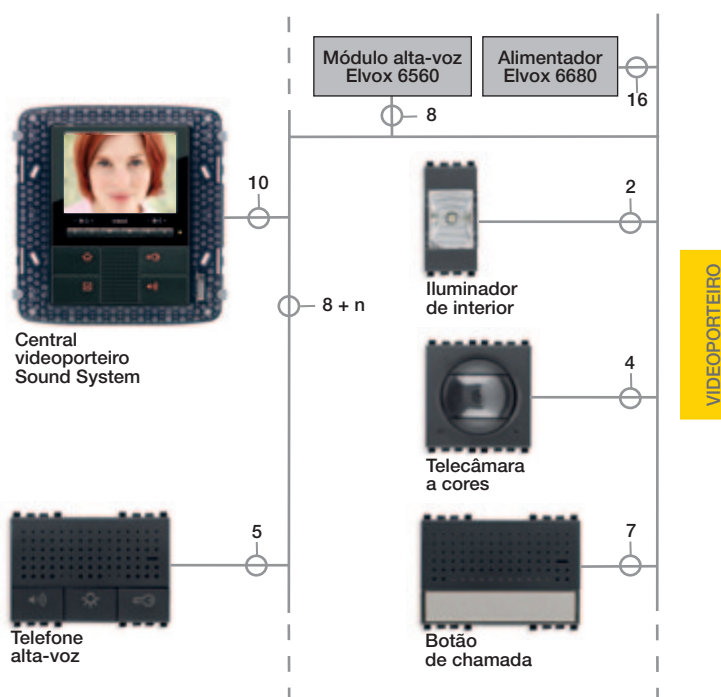 Módulo alta-voz
Elvox 6560
Alimentador
Elvox 6680
16
8
10
2
Iluminador
de interior
8 + n
Central
videoporteiro
Sound System
4
VIDEOPORTEIRO
Telecâmara
a cores
5
7
Telefone
alta-voz
Botão
de chamada